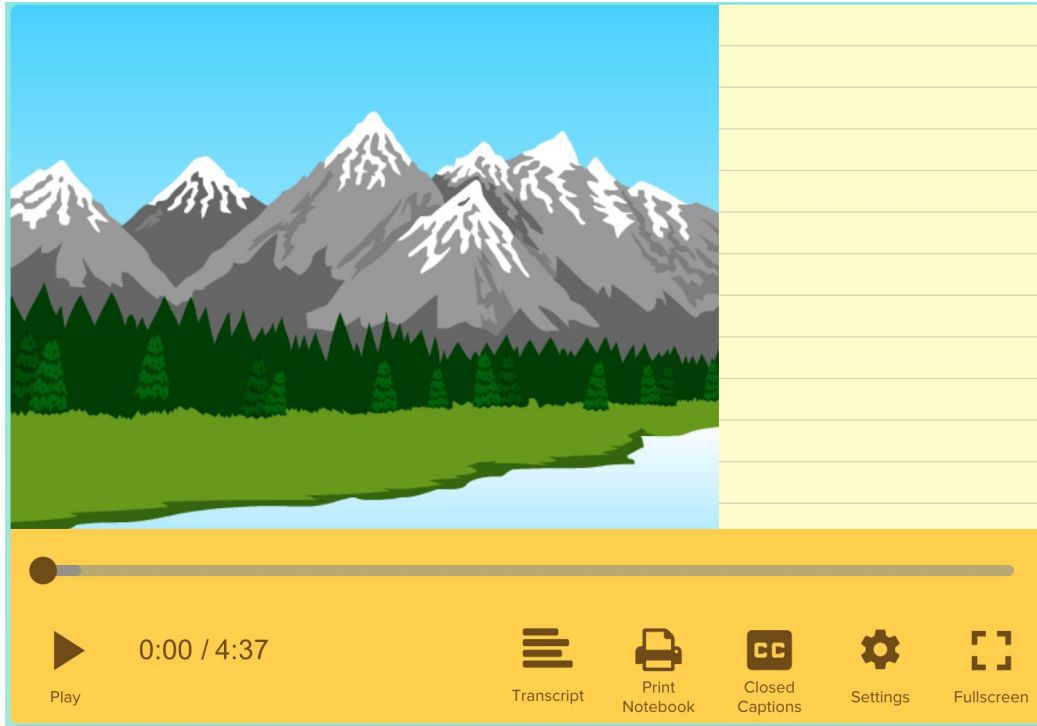 0:00 / 4:37
Play
Transcript
Print
Notebook
CC
Closed
Captions
Settings
Fullscreen